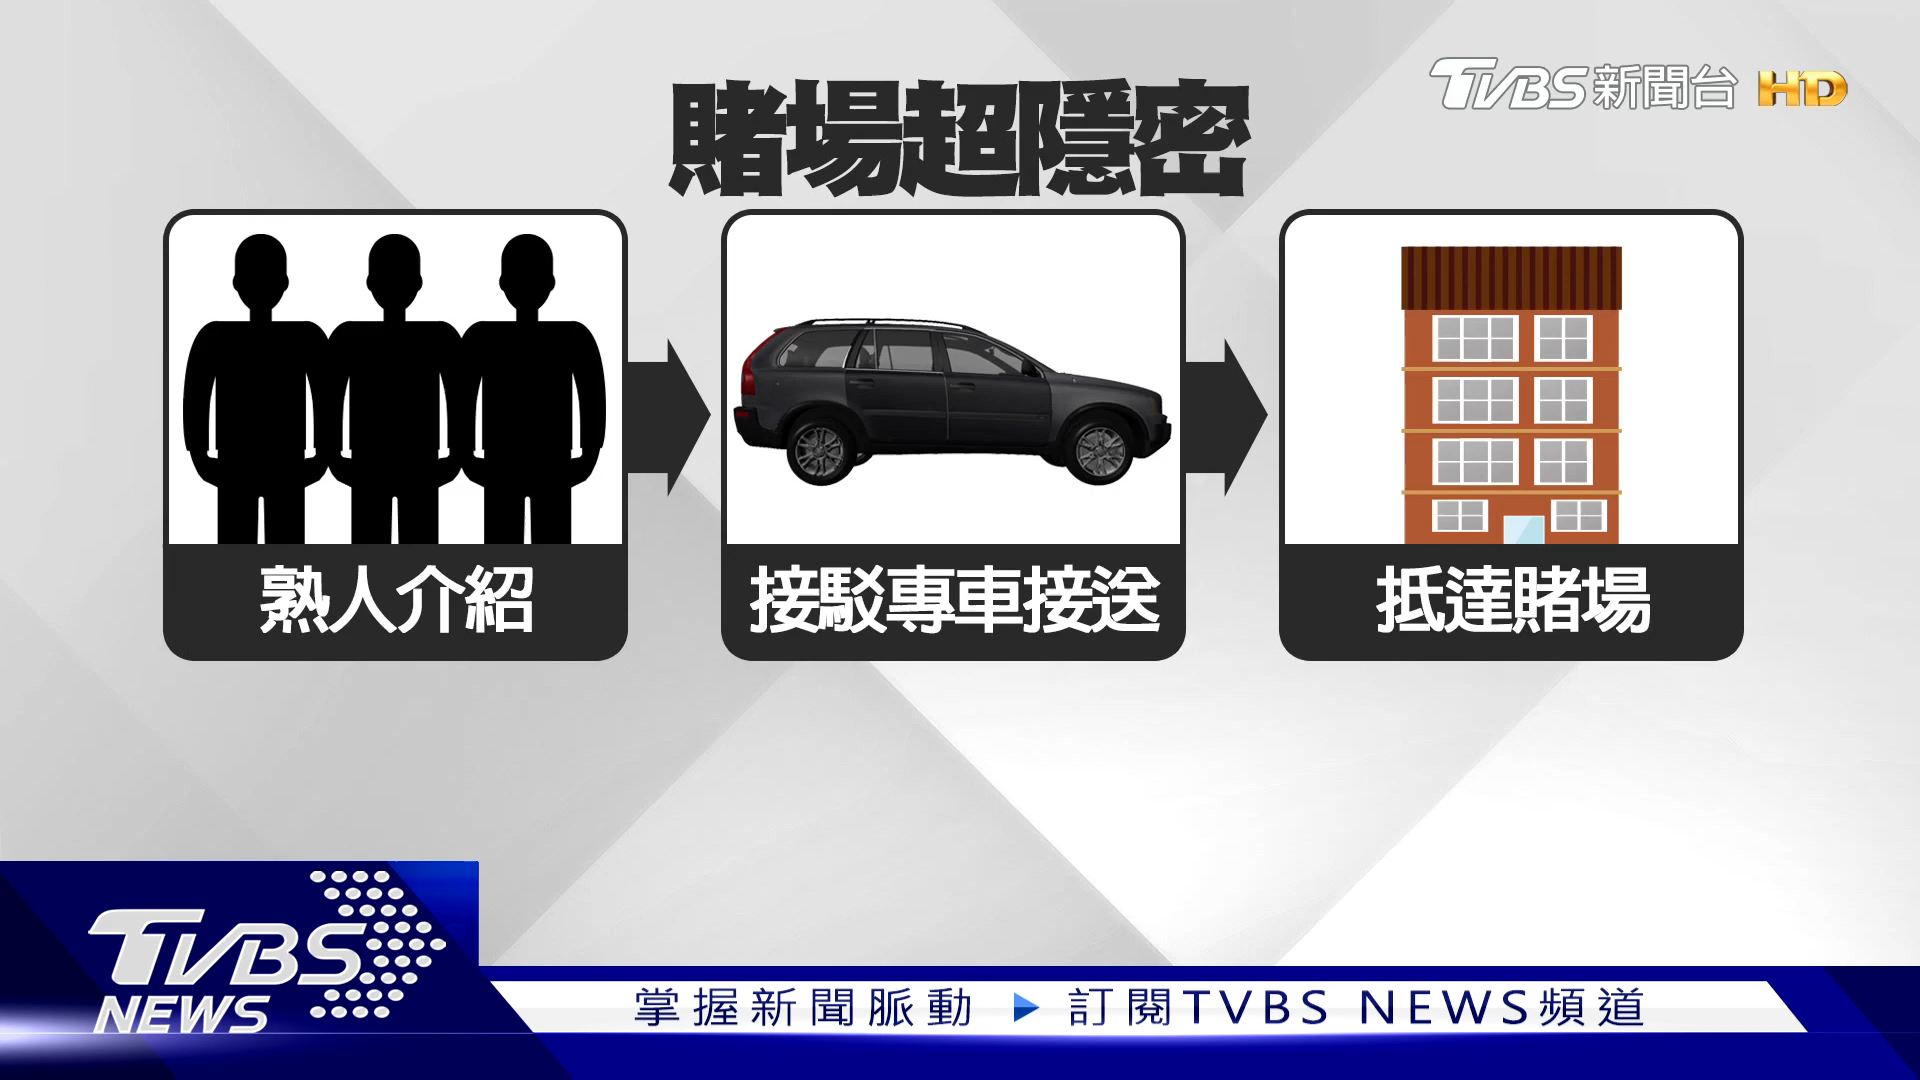 TVBS新聞台 HD
賭場超隱密
熟人介紹
接駁專車接送
抵達賭場
TVBS
NEWS
掌握新聞脈動 訂閱TVBS NEWS頻道